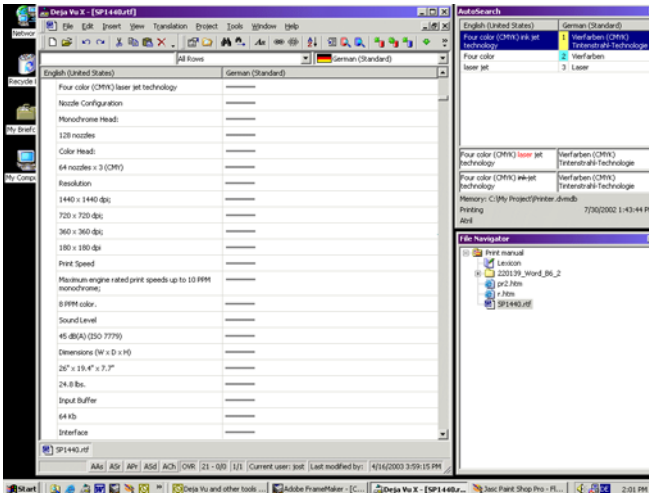 Networ
Recycle
My Briefc
My Compu
Deja Vu X - [SP1440.rtf]
File Edit Insert View Translation Project Tools Window Help
All Rows German (Standard)
English (United States) German (Standard)
Four color (CMYK) laser jet technology
Nozzle Configuration
Monochrome Head:
128 nozzles
Color Head:
64 nozzles x 3 (CMY)
Resolution
1440 x 1440 dpi;
720 x 720 dpi;
360 x 360 dpi;
180 x 180 dpi
Print Speed
Maximum engine rated print speeds up to 10 PPM
monochrome;
8 PPM color.
Sound Level
45 dB(A) (ISO 7779)
Dimensions (W x D x H)
26" x 19.4" x 7.7"
24.8 lbs.
Input Buffer
64 Kb
Interface
SP1440.rtf
AAs ASr APr ASd ACh OVR 21 - 0/0 1/1 Current user: jost Last modified by: 4/16/2003 3:59:15 PM
AutoSearch
English (United States) German (Standard)
Four color (CMYK) ink jet 1 Vierfarben (CMYK)
technology Tintenstrahl-Technologie
Four color 2 Vierfarben
laser jet 3 Laser
Four color (CMYK) laser jet Vierfarben (CMYK)
technology Tintenstrahl-Technologie
Four color (CMYK) ink jet Vierfarben (CMYK)
technology Tintenstrahl-Technologie
Memory: C:\My Project\Printer.dvmdb
Printing 7/30/2002 1:43:44 PM
Atril
File Navigator
Print manual
Lexicon
220139_Word_B6_2
pr2.htm
r.htm
SP1440.rtf
Start Deja Vu and other tools ... Adobe FrameMaker - [C... Deja Vu X - [SP1440.r... Jasc Paint Shop Pro - Pl... DE 2:01 PM